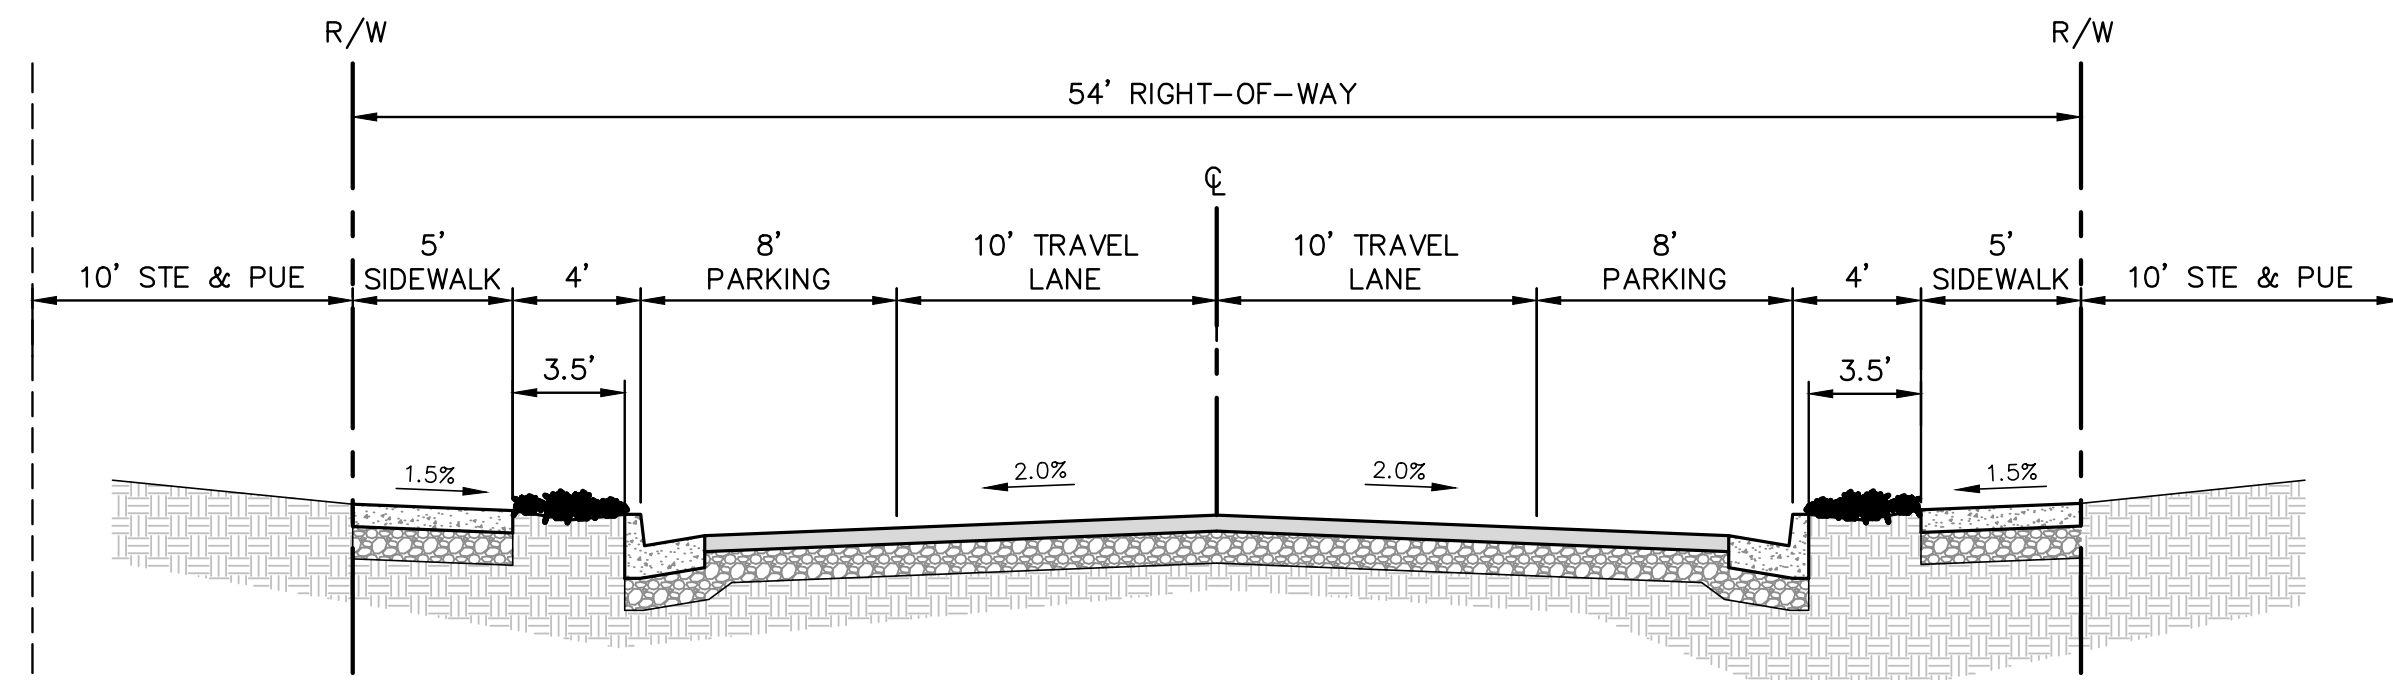 R/W
R/W
54' RIGHT-OF-WAY
℄
10' STE & PUE
5'
SIDEWALK
4'
8'
PARKING
10' TRAVEL
LANE
10' TRAVEL
LANE
8'
PARKING
4'
5'
SIDEWALK
10' STE & PUE
3.5'
3.5'
1.5%
2.0%
2.0%
1.5%